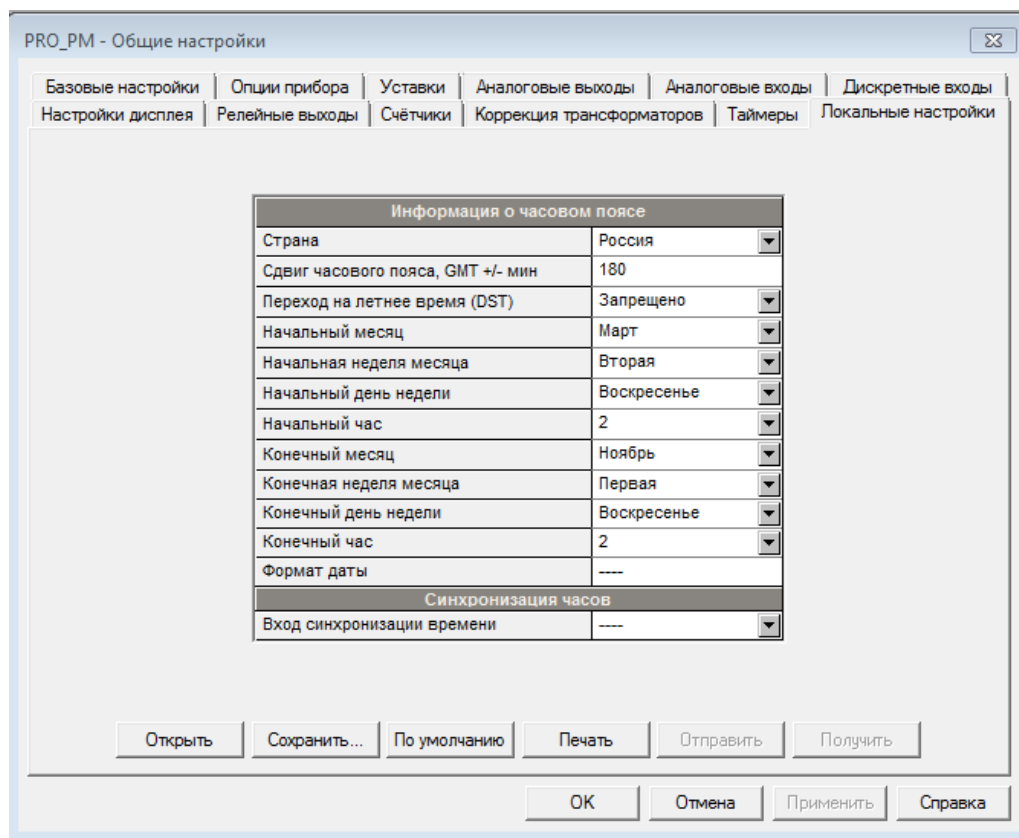 PRO_PM - Общие настройки
Базовые настройки Опции прибора Уставки Аналоговые выходы Аналоговые входы Дискретные входы
Настройки дисплея Релейные выходы Счётчики Коррекция трансформаторов Таймеры Локальные настройки
Информация о часовом поясе
Страна Россия
Сдвиг часового пояса, GMT +/- мин 180
Переход на летнее время (DST) Запрещено
Начальный месяц Март
Начальная неделя месяца Вторая
Начальный день недели Воскресенье
Начальный час 2
Конечный месяц Ноябрь
Конечная неделя месяца Первая
Конечный день недели Воскресенье
Конечный час 2
Формат даты ----
Синхронизация часов
Вход синхронизации времени ----
Открыть Сохранить... По умолчанию Печать Отправить Получить
OK Отмена Применить Справка